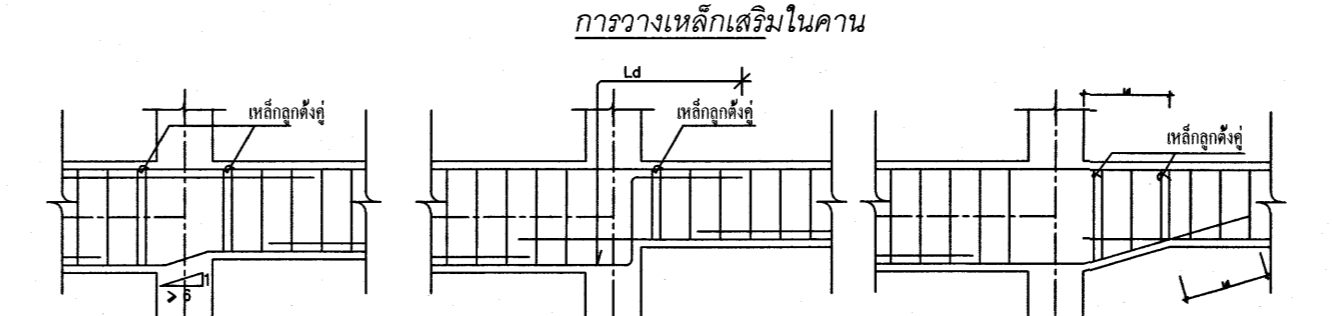 การวางเหล็กเสริมในคาน
Ld
เหล็กลูกตั้งคู่
เหล็กลูกตั้งคู่
เหล็กลูกตั้งคู่
1
> 6